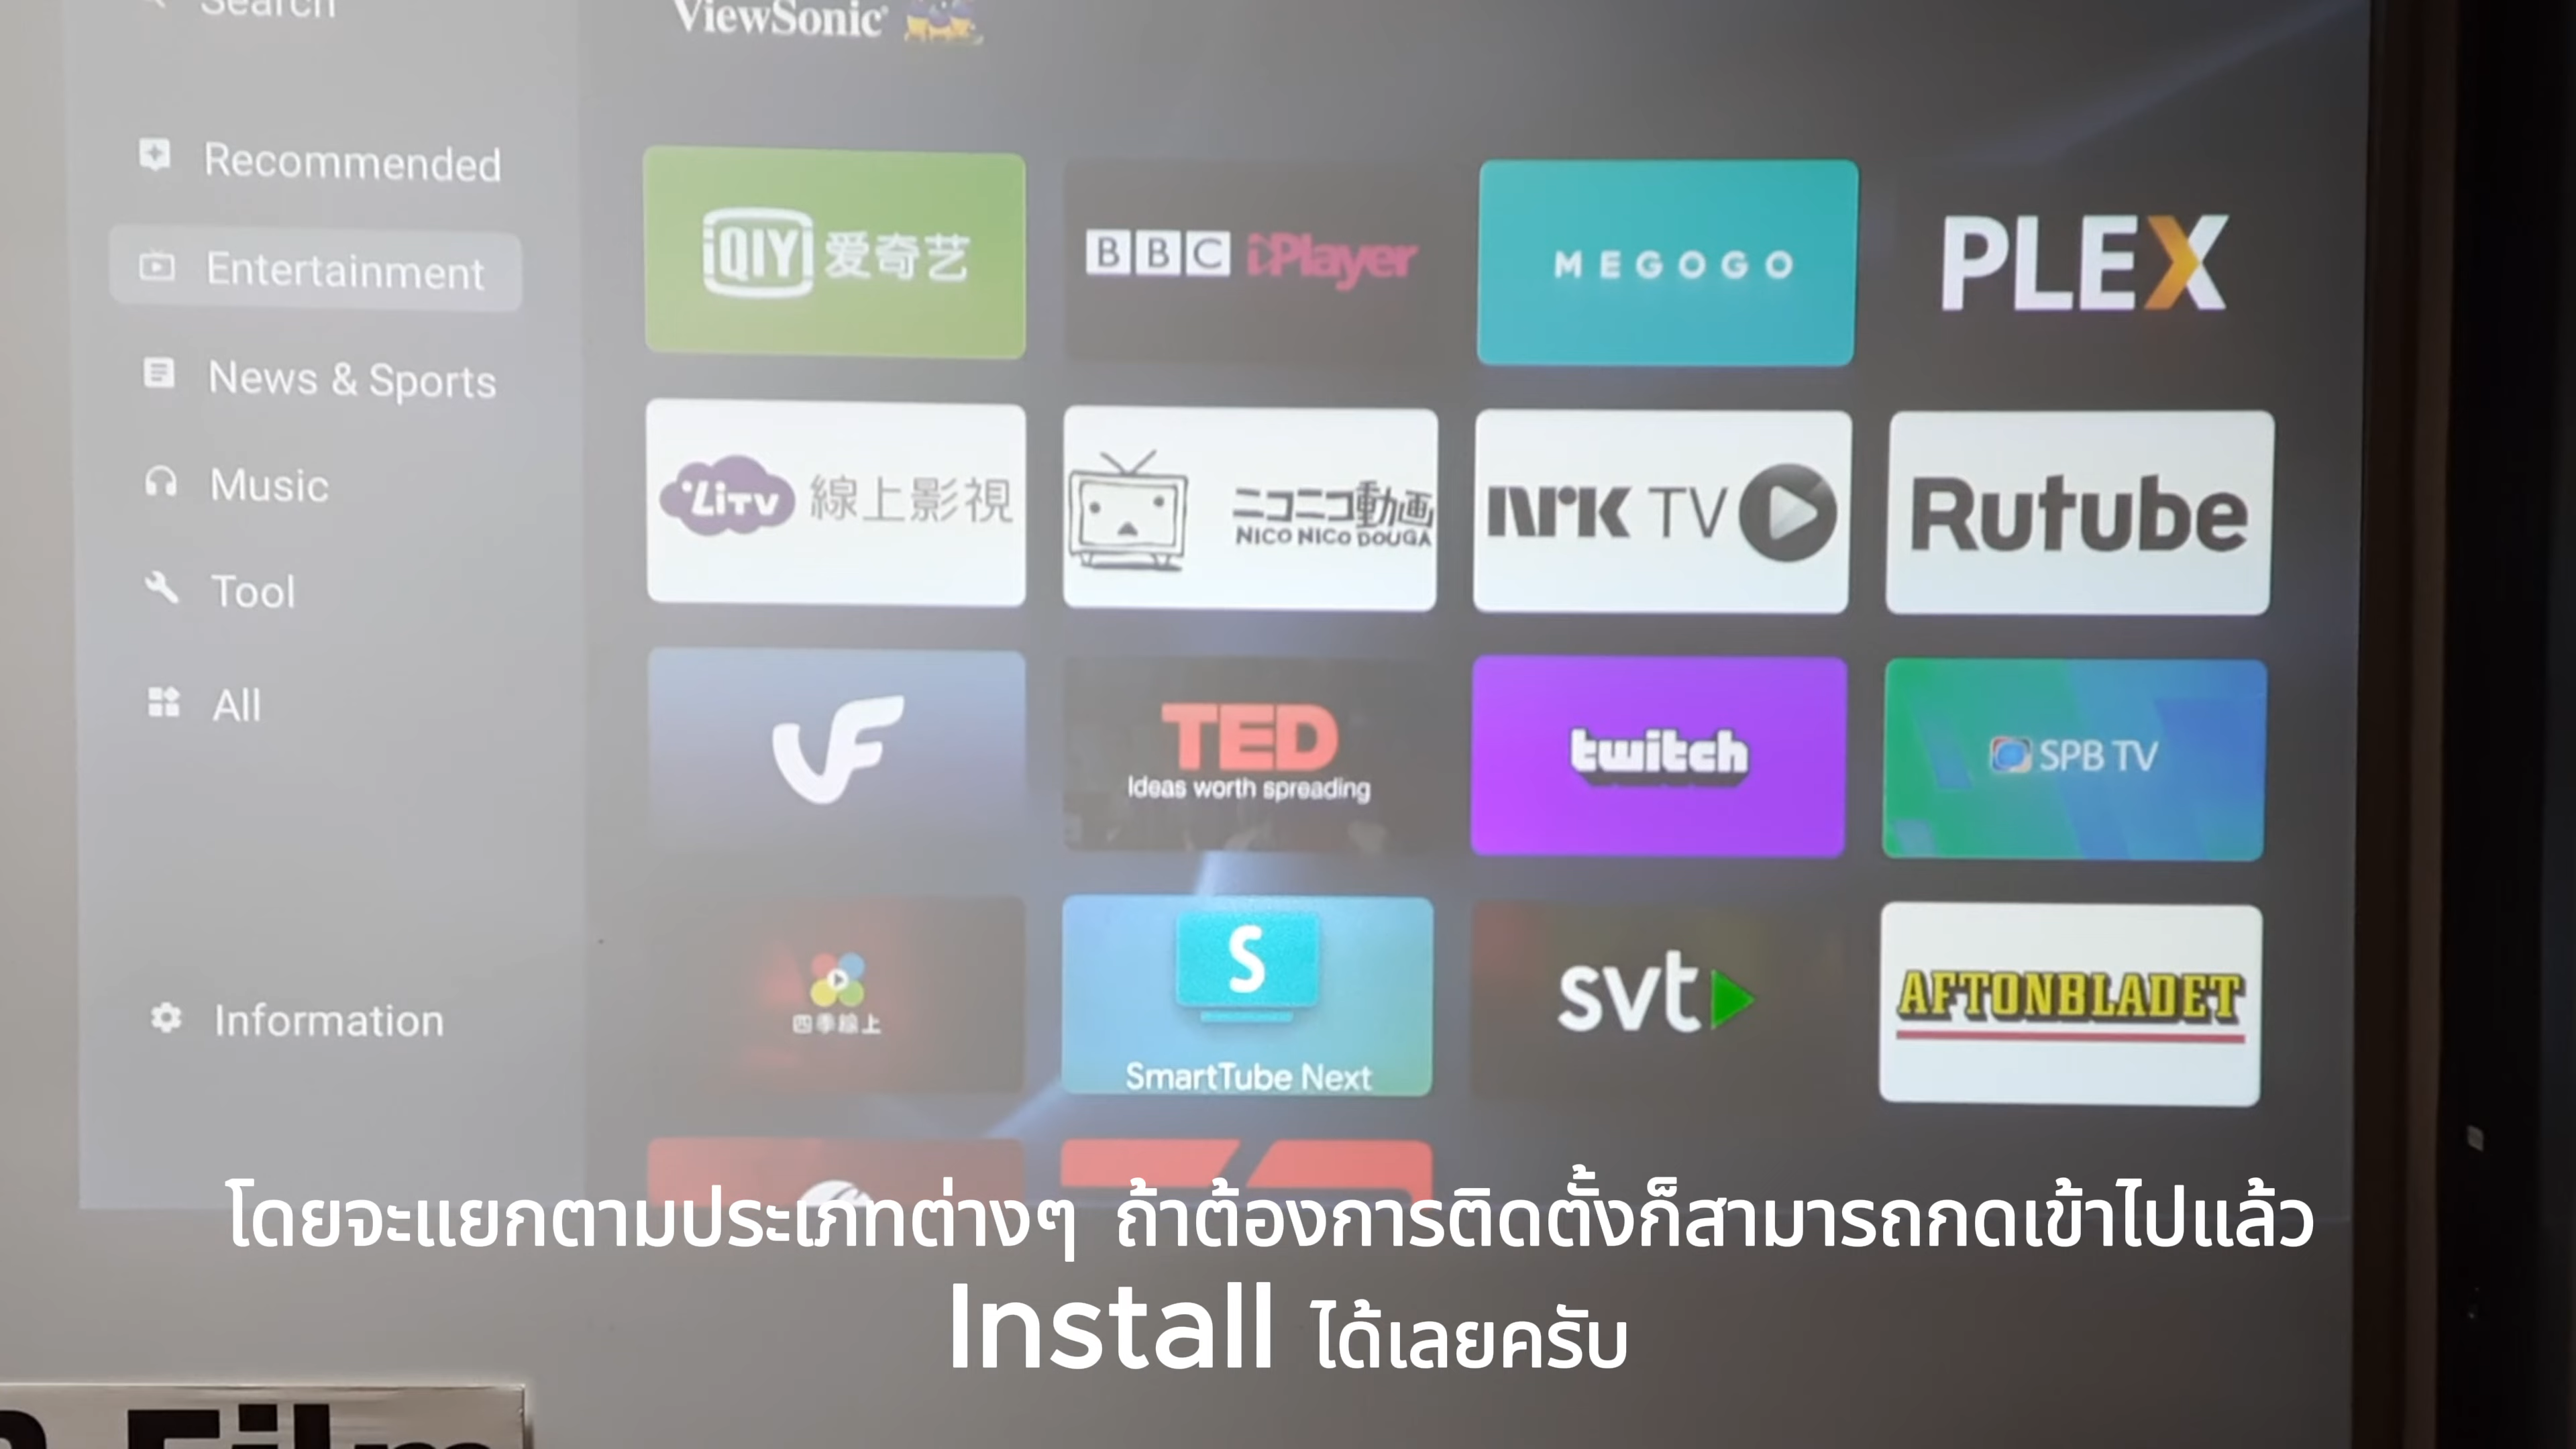 Search
ViewSonic
Recommended
Entertainment
News & Sports
Music
Tool
All
Information
iQIYI 爱奇艺
BBC iPlayer
MEGOGO
PLEX
LiTV 線上影視
ニコニコ動画
NICO NICO DOUGA
NRK TV
Rutube
VF
TED
Ideas worth spreading
twitch
SPB TV
四季線上
S
SmartTube Next
svt
AFTONBLADET
โดยจะแยกตามประเภทต่างๆ ถ้าต้องการติดตั้งก็สามารถกดเข้าไปแล้ว
Install ได้เลยครับ
Film